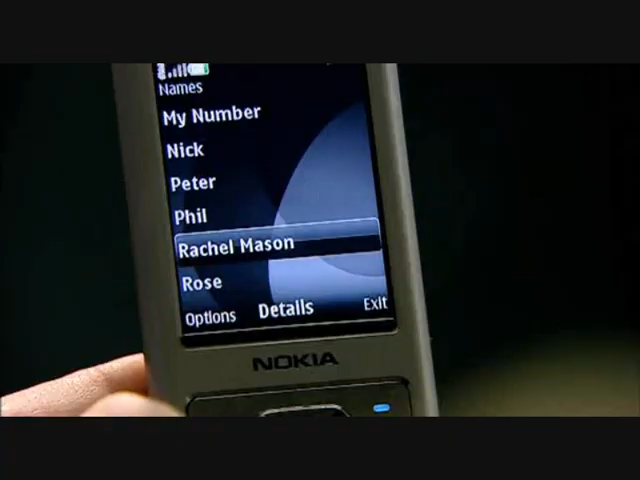 Names
My Number
Nick
Peter
Phil
Rachel Mason
Rose
Options Details Exit
NOKIA